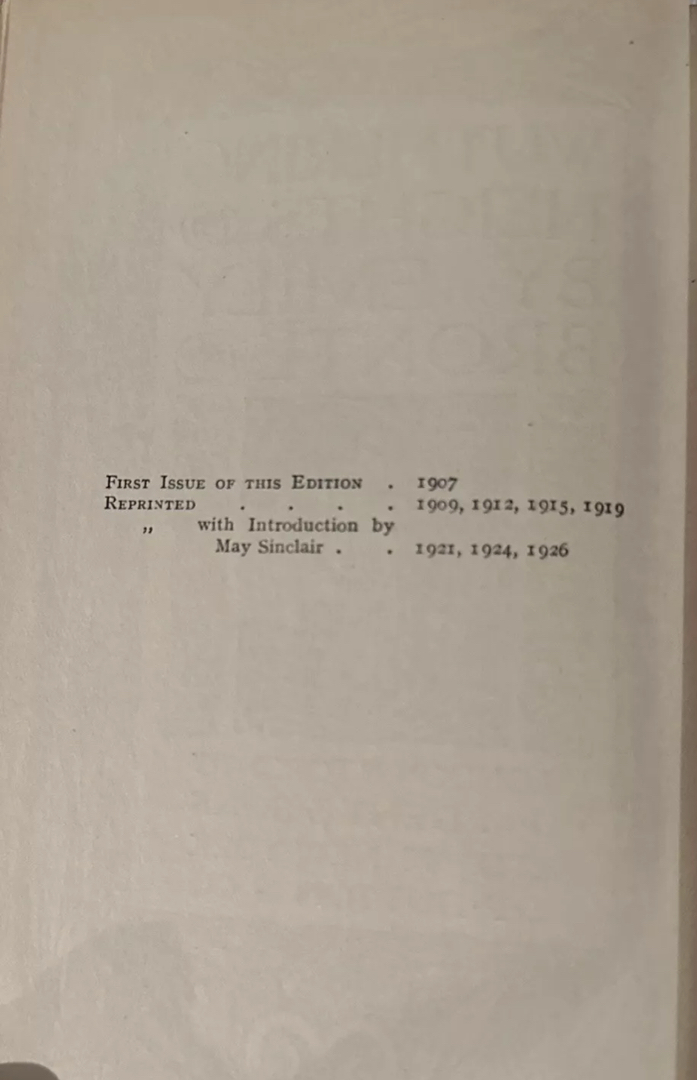 First Issue of this Edition . 1907
Reprinted . . . . 1909, 1912, 1915, 1919
„ with Introduction by
May Sinclair . . 1921, 1924, 1926